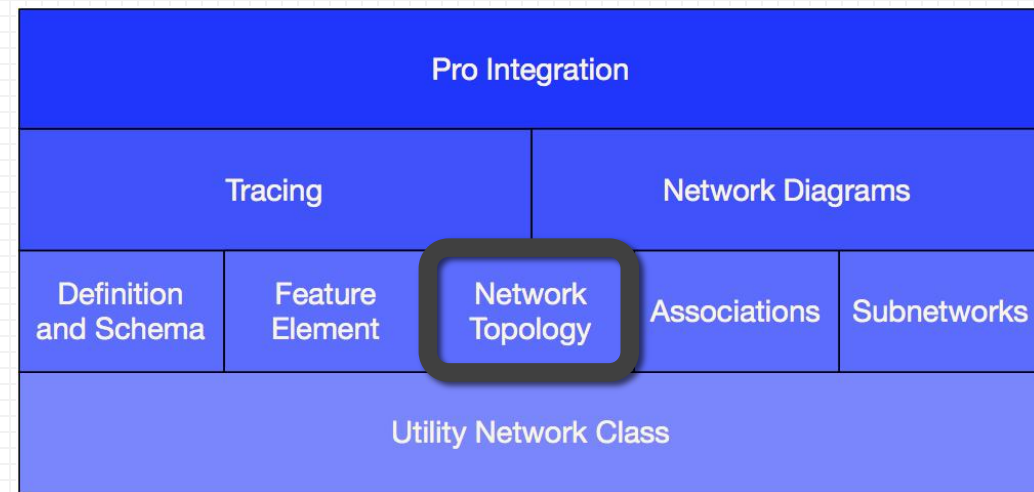 Pro Integration
Tracing
Network Diagrams
Definition
and Schema
Feature
Element
Network
Topology
Associations
Subnetworks
Utility Network Class